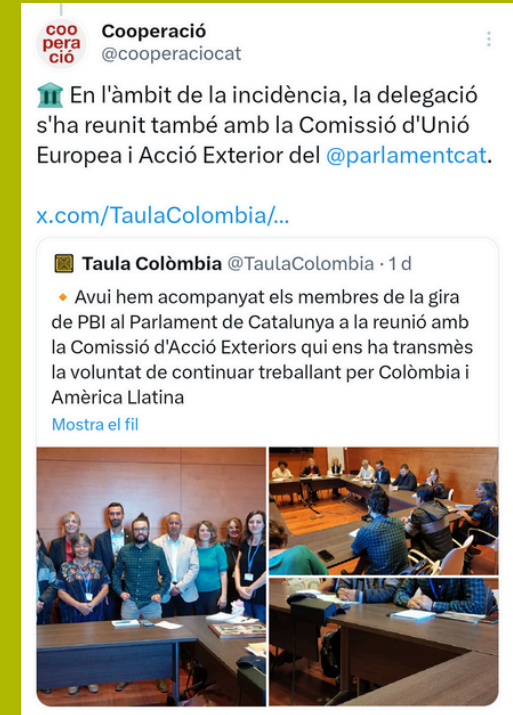 coo
pera
ció
Cooperació
@cooperaciocat
🏛️ En l'àmbit de la incidència, la delegació
s'ha reunit també amb la Comissió d'Unió
Europea i Acció Exterior del @parlamentcat.
x.com/TaulaColombia/...
Taula Colòmbia @TaulaColombia · 1 d
🔸 Avui hem acompanyat els membres de la gira
de PBI al Parlament de Catalunya a la reunió amb
la Comissió d'Acció Exteriors qui ens ha transmès
la voluntat de continuar treballant per Colòmbia i
Amèrica Llatina
Mostra el fil